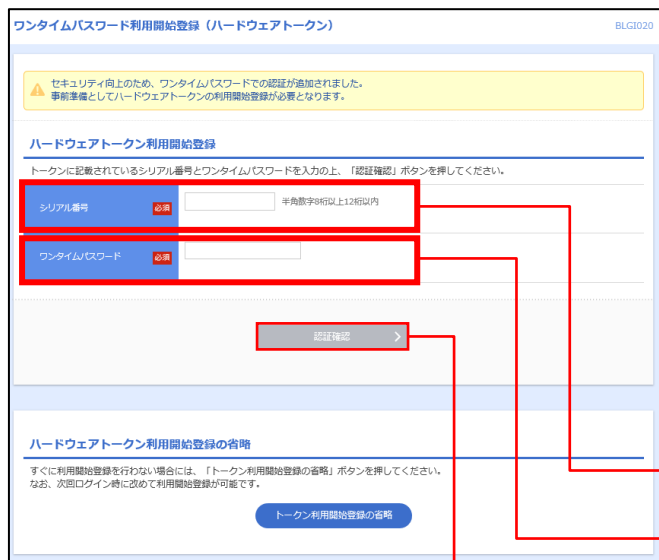 ワンタイムパスワード利用開始登録（ハードウェアトークン）
BLGI020
セキュリティ向上のため、ワンタイムパスワードでの認証が追加されました。
事前準備としてハードウェアトークンの利用開始登録が必要となります。
ハードウェアトークン利用開始登録
トークンに記載されているシリアル番号とワンタイムパスワードを入力の上、「認証確認」ボタンを押してください。
シリアル番号 必須 半角数字8桁以上12桁以内
ワンタイムパスワード 必須
認証確認
ハードウェアトークン利用開始登録の省略
すぐに利用開始登録を行わない場合には、「トークン利用開始登録の省略」ボタンを押してください。
なお、次回ログイン時に改めて利用開始登録が可能です。
トークン利用開始登録の省略